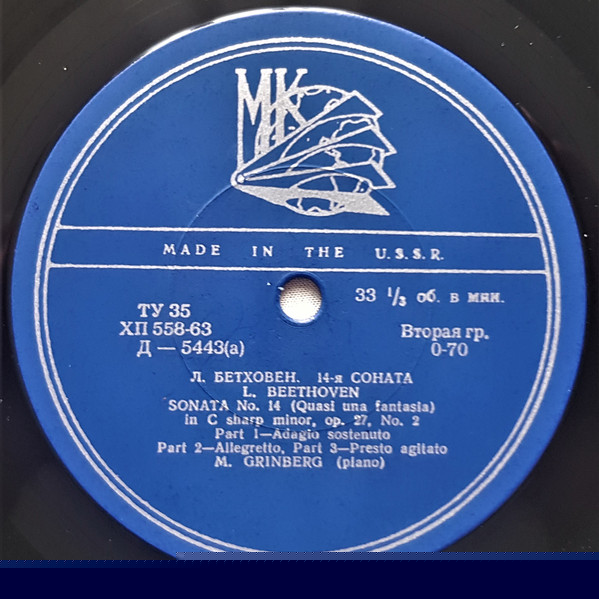 МК
MADE IN THE U.S.S.R.
33 1/3 об. в мин.
ТУ 35
ХП 558-63
Д — 5443(а)
Вторая гр.
0-70
Л. БЕТХОВЕН. 14-я СОНАТА
L. BEETHOVEN
SONATA No. 14 (Quasi una fantasia)
in C sharp minor, op. 27, No. 2
Part 1—Adagio sostenuto
Part 2—Allegretto, Part 3—Presto agitato
M. GRINBERG (piano)